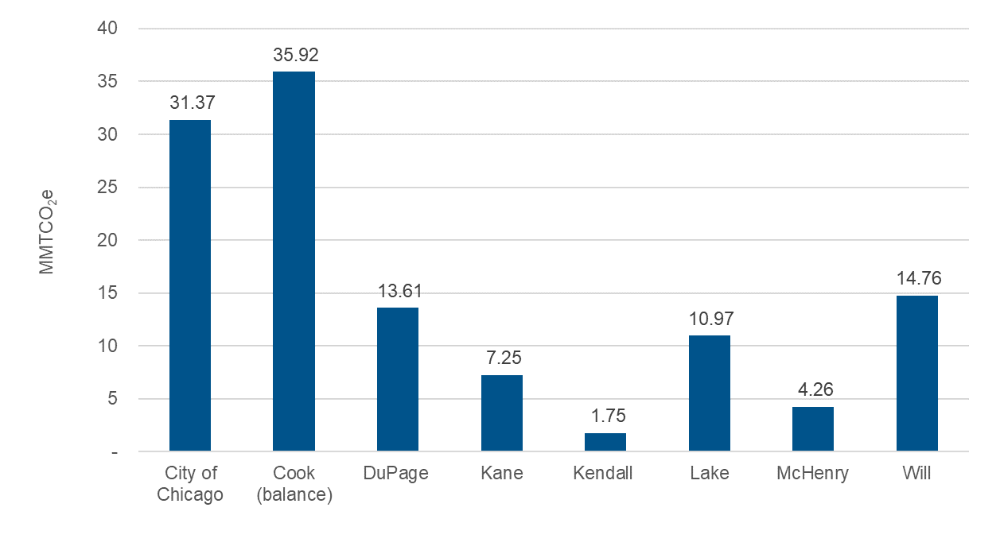 40
35
30
25
20
15
10
5
-
MMTCO₂e
31.37
35.92
13.61
7.25
1.75
10.97
4.26
14.76
City of
Chicago
Cook
(balance)
DuPage
Kane
Kendall
Lake
McHenry
Will